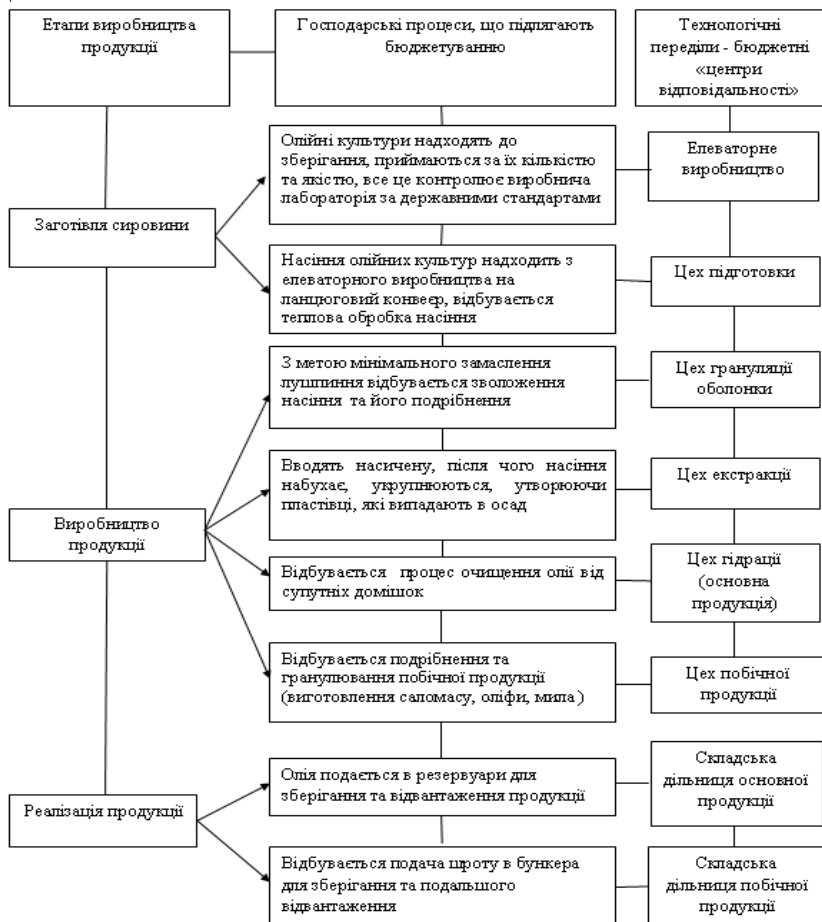 Етапи виробництва
продукції
Господарські процеси, що підлягають
бюджетуванню
Технологічні
переділи - бюджетні
«центри
відповідальності»
Заготівля сировини
Олійні культури надходять до
зберігання, приймаються за їх кількістю
та якістю, все це контролює виробнича
лабораторія за державними стандартами
Елеваторне
виробництво
Насіння олійних культур надходить з
елеваторного виробництва на
ланцюговий конвеєр, відбувається
теплова обробка насіння
Цех підготовки
Виробництво
продукції
З метою мінімального замаслення
лушпиння відбувається зволоження
насіння та його подрібнення
Цех грануляції
оболонки
Вводять насичену, після чого насіння
набухає, укрупнюються, утворюючи
пластівці, які випадають в осад
Цех екстракції
Відбувається процес очищення олії від
супутніх домішок
Цех гідрації
(основна
продукція)
Відбувається подрібнення та
гранулювання побічної продукції
(виготовлення саломасу, оліфи, мила )
Цех побічної
продукції
Реалізація продукції
Олія подається в резервуари для
зберігання та відвантаження продукції
Складська
дільниця основної
продукції
Відбувається подача шроту в бункера
для зберігання та подальшого
відвантаження
Складська
дільниця побічної
продукції